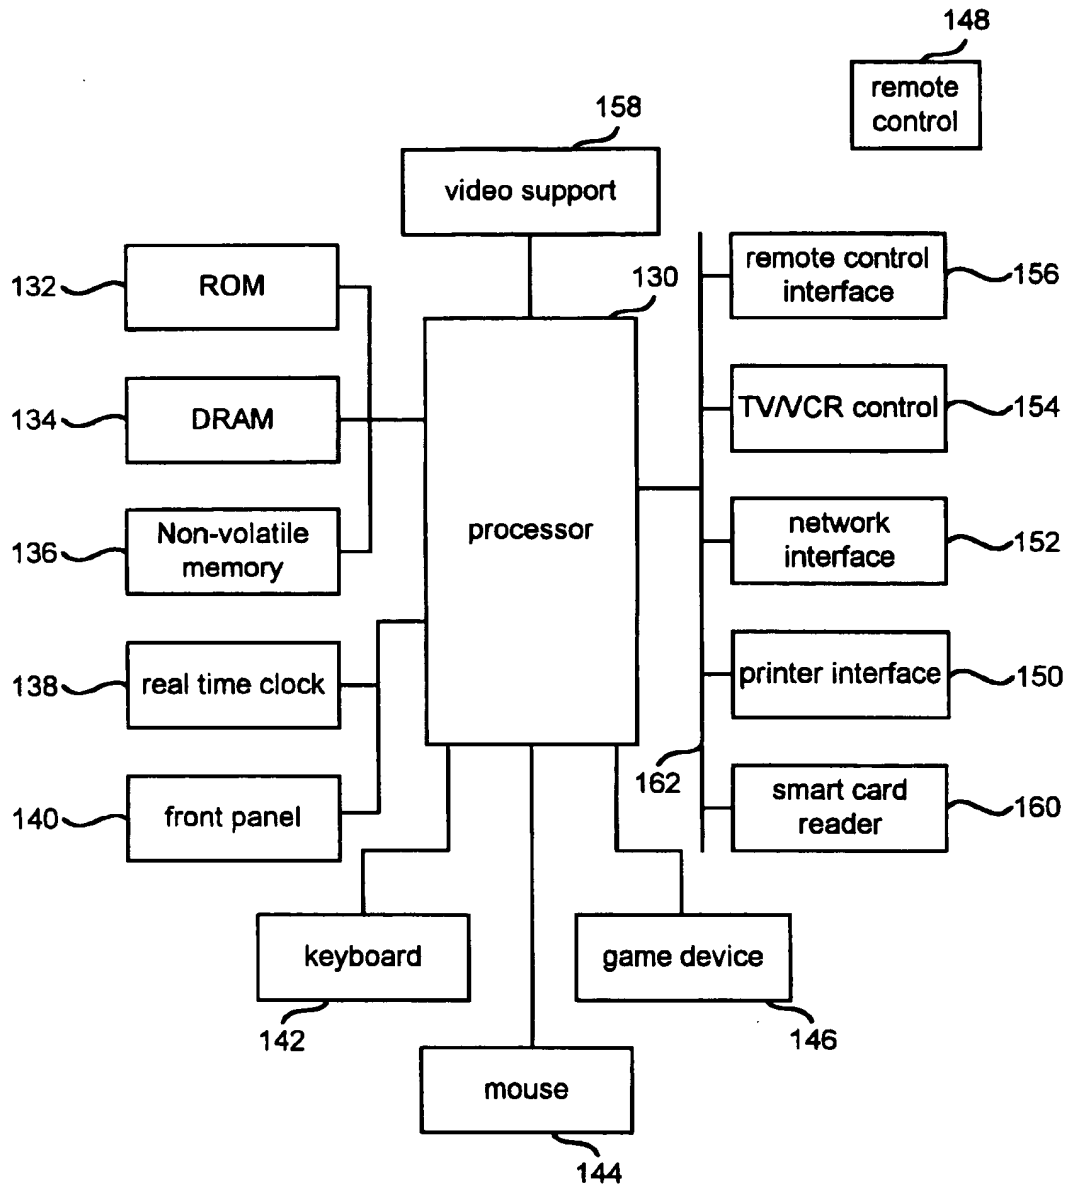 148
remote
control
158
video support
130
132
ROM
remote control
interface
156
134
DRAM
TV/VCR control
154
136
Non-volatile
memory
processor
network
interface
152
138
real time clock
printer interface
150
162
140
front panel
smart card
reader
160
keyboard
142
game device
146
mouse
144